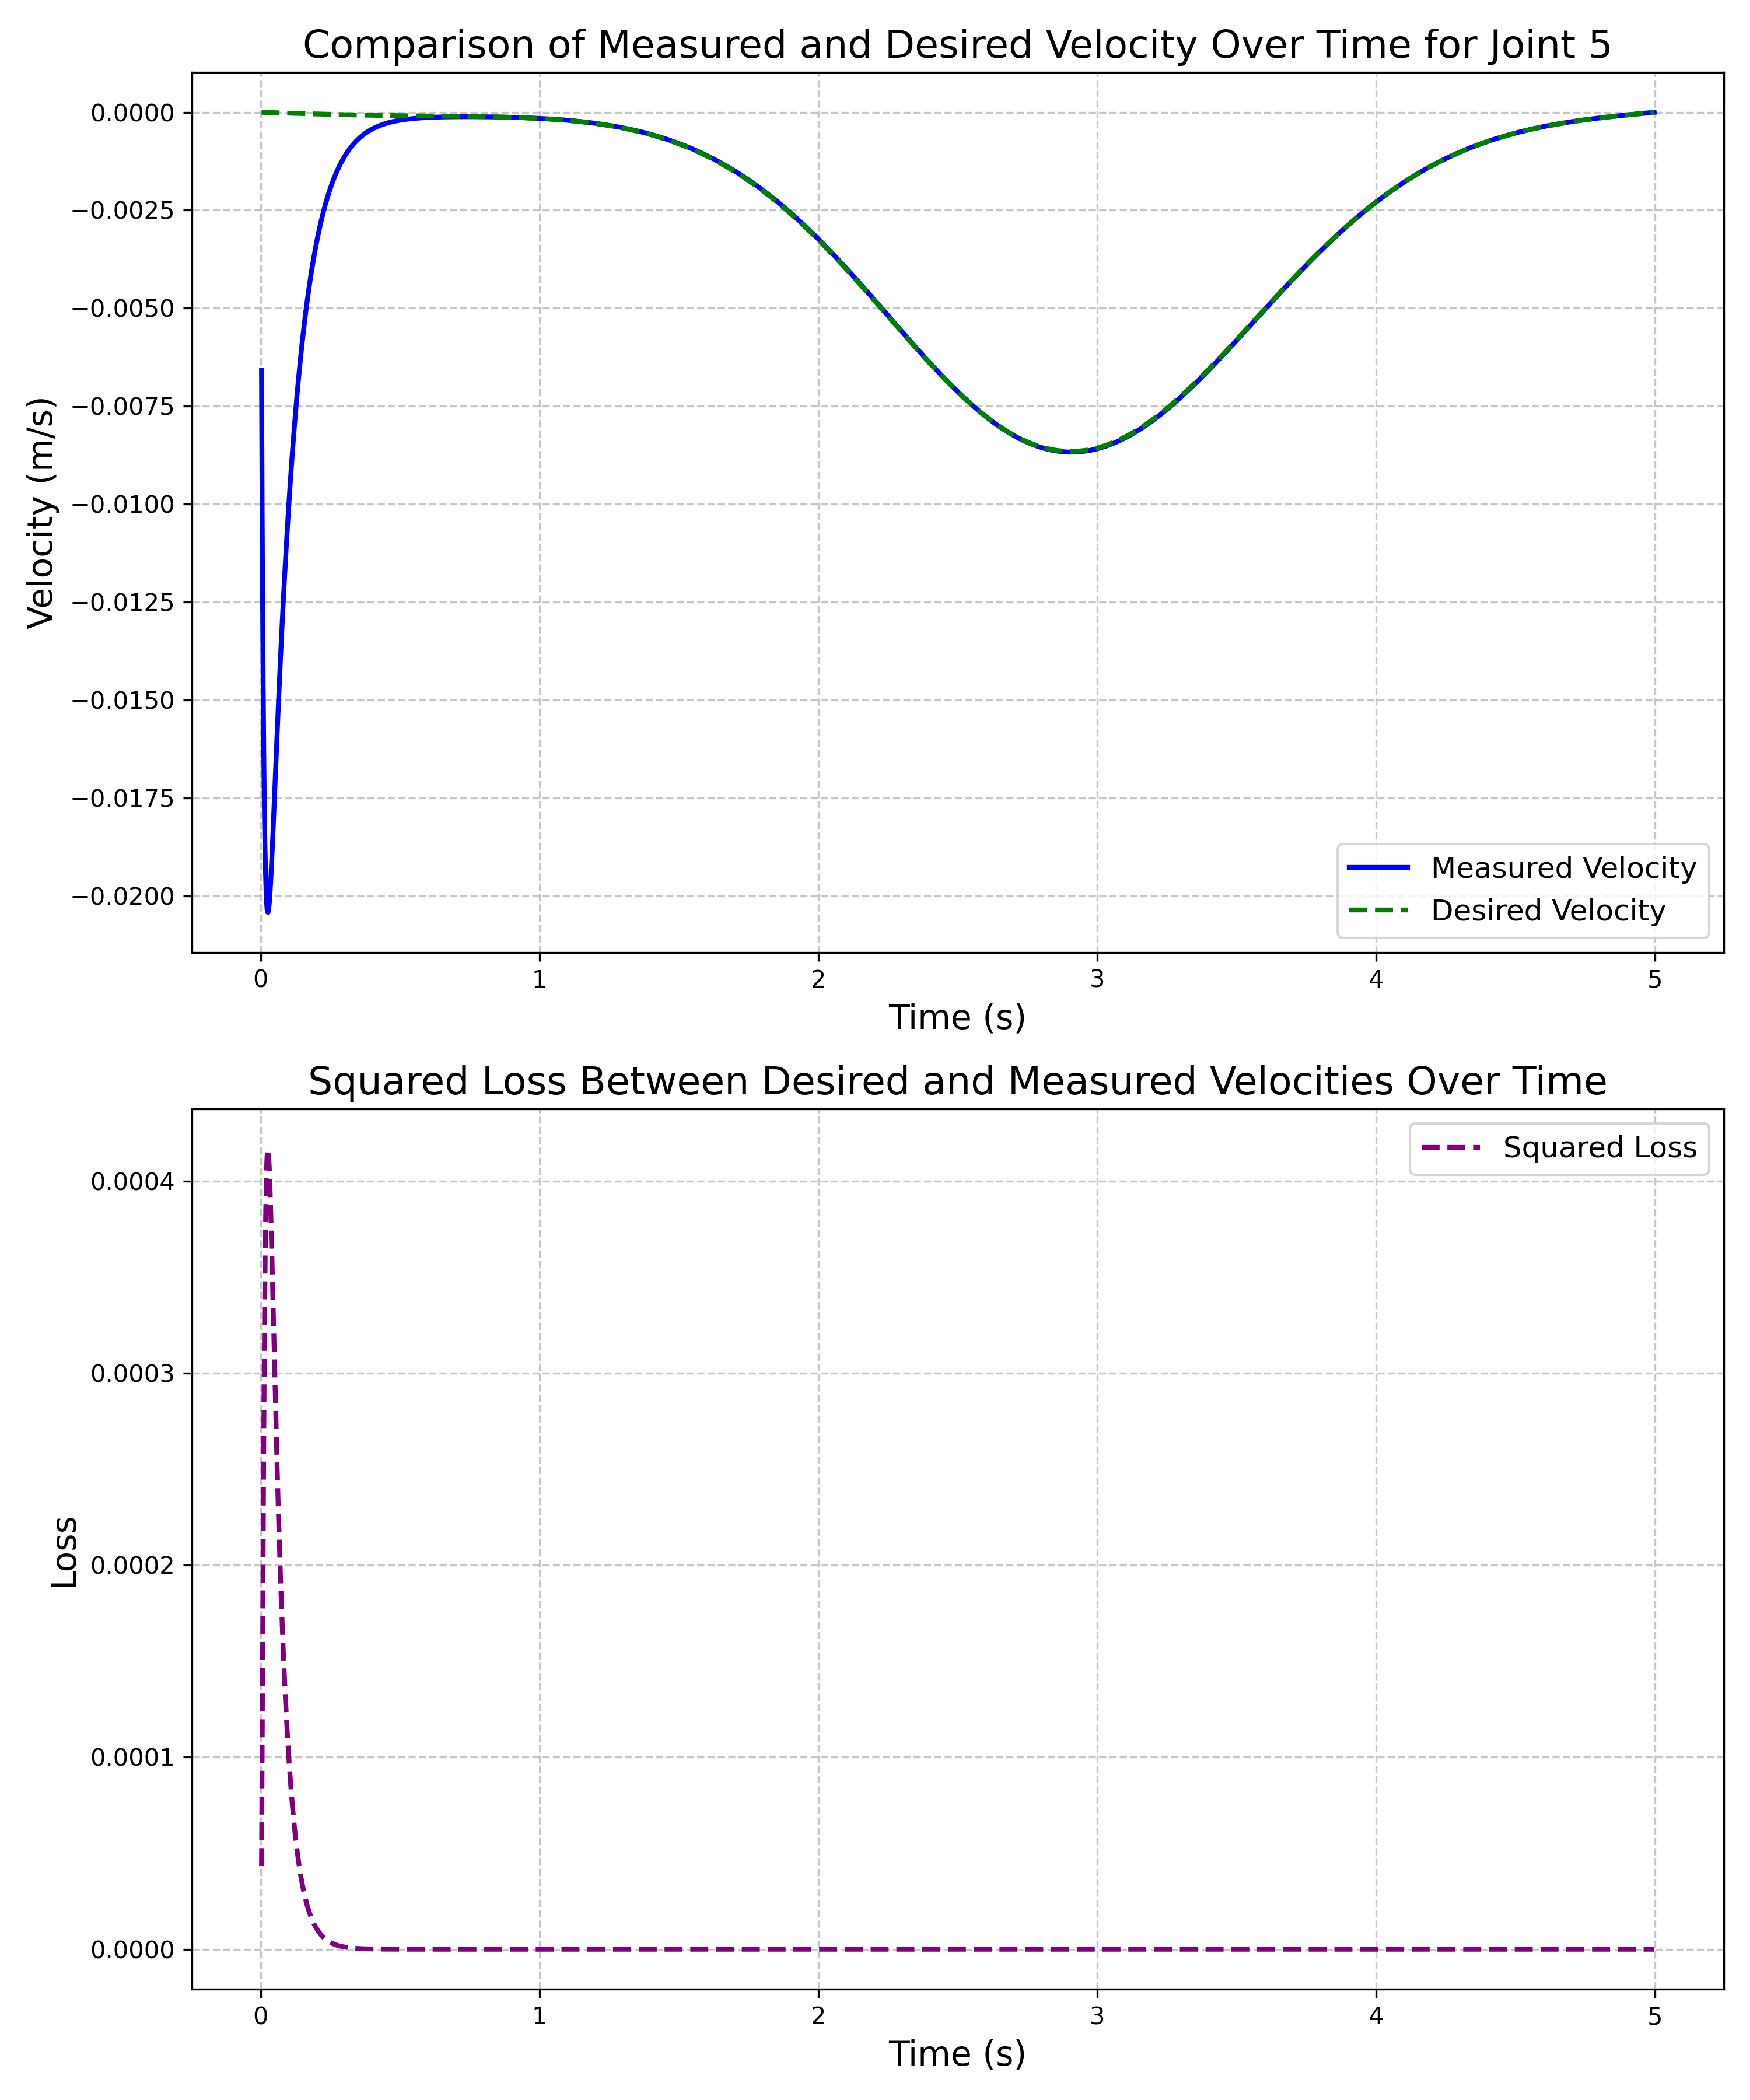 Comparison of Measured and Desired Velocity Over Time for Joint 5
Velocity (m/s)
0.0000
−0.0025
−0.0050
−0.0075
−0.0100
−0.0125
−0.0150
−0.0175
−0.0200
Measured Velocity
Desired Velocity
0 1 2 3 4 5
Time (s)
Squared Loss Between Desired and Measured Velocities Over Time
Loss
Squared Loss
0.0004
0.0003
0.0002
0.0001
0.0000
0 1 2 3 4 5
Time (s)